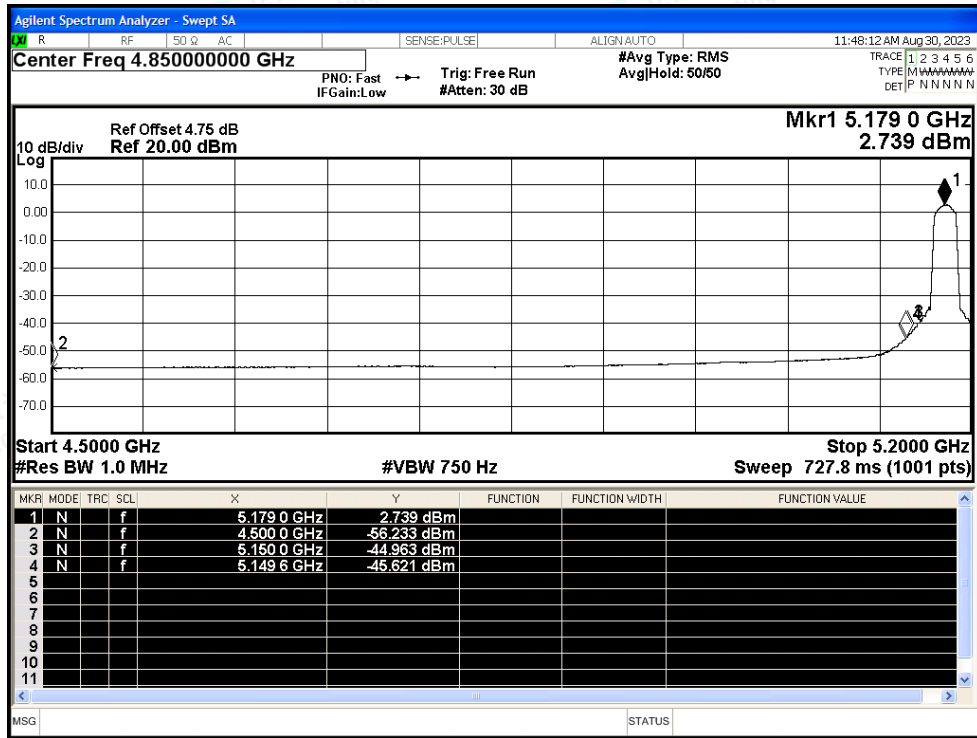 Agilent Spectrum Analyzer - Swept SA
LXI R RF 50 Ω AC SENSE:PULSE ALIGN AUTO 11:48:12 AM Aug 30, 2023
Center Freq 4.850000000 GHz
#Avg Type: RMS
TRACE 1 2 3 4 5 6
PNO: Fast Trig: Free Run Avg|Hold: 50/50
TYPE M
IFGain:Low #Atten: 30 dB
DET P N N N N N
Mkr1 5.179 0 GHz
Ref Offset 4.75 dB
10 dB/div Ref 20.00 dBm 2.739 dBm
Log
1
10.0
0.00
-10.0
-20.0
-30.0
-40.0
2
-50.0
-60.0
-70.0
Start 4.5000 GHz Stop 5.2000 GHz
#Res BW 1.0 MHz #VBW 750 Hz Sweep 727.8 ms (1001 pts)
MKR MODE TRC SCL X Y FUNCTION FUNCTION WIDTH FUNCTION VALUE
1 N f 5.179 0 GHz 2.739 dBm
2 N f 4.500 0 GHz -56.233 dBm
3 N f 5.150 0 GHz -44.963 dBm
4 N f 5.149 6 GHz -45.621 dBm
5
6
7
8
9
10
11
MSG STATUS